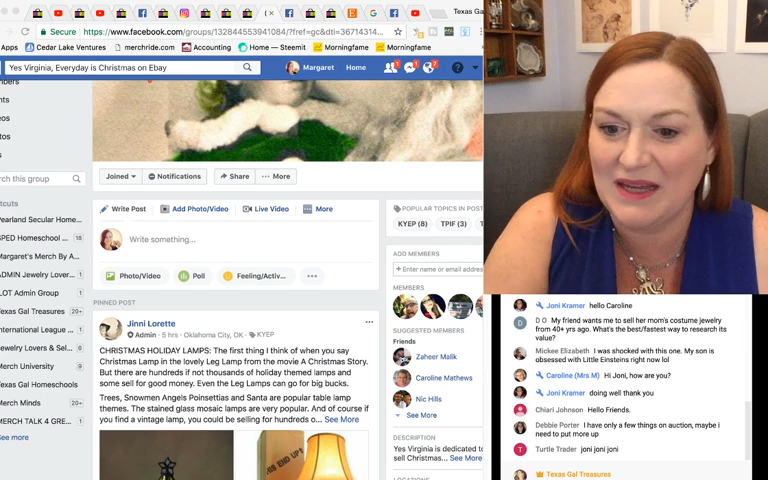 Texas Gal
Secure
https://www.facebook.com/groups/132844553941084/?ref=gc&dti=36714314...
Apps
Cedar Lake Ventures
merchride.com
Accounting
Home — Steemit
Morningfame
Morningfame
Yes Virginia, Everyday is Christmas on Ebay
Margaret
Home
Joined
Notifications
Share
More
Write Post
Add Photo/Video
Live Video
More
Write something...
Photo/Video
Poll
Feeling/Activ...
PINNED POST
Jinni Lorette
Admin · 5 hrs · Oklahoma City, OK · KYEP
CHRISTMAS HOLIDAY LAMPS: The first thing I think of when you say
Christmas Lamp in the lovely Leg Lamp from the movie A Christmas Story.
But there are hundreds if not thousands of holiday themed lamps and
some sell for good money. Even the Leg Lamps can go for big bucks.
Trees, Snowmen Angels Poinsettias and Santa are popular table lamp
themes. The stained glass mosaic lamps are very popular. And of course if
you find a vintage lamp, you could be selling for hundreds o... See More
rch this group
tcuts
Pearland Secular Home...
SPED Homeschool ... 18
Margaret's Merch By A...
ADMIN Jewelry Lover... 1
LOT Admin Group 1
Texas Gal Treasures 20+
International League ... 1
Jewelry Lovers & Sel... 9
Merch University 9
Texas Gal Homeschools
Merch Minds 20+
MERCH TALK 4 GRE... 1
ee more
POPULAR TOPICS IN POST
KYEP (8)
TPIF (3)
ADD MEMBERS
Enter name or email address
MEMBERS
SUGGESTED MEMBERS
Friends
Zaheer Malik
Caroline Mathews
Nic Hills
See More
DESCRIPTION
Yes Virginia is dedicated to
sell Christmas... See More
LOCATIONS
Joni Kramer hello Caroline
D O My friend wants me to sell her mom's costume jewelry
from 40+ yrs ago. What's the best/fastest way to research its
value?
Mickee Elizabeth I was shocked with this one. My son is
obsessed with Little Einsteins right now lol
Caroline (Mrs M) Hi Joni, how are you?
Joni Kramer doing well thank you
Chiari Johnson Hello Friends.
Debbie Porter I have only a few things on auction, maybe i
need to put more up
Turtle Trader joni joni joni
Texas Gal Treasures